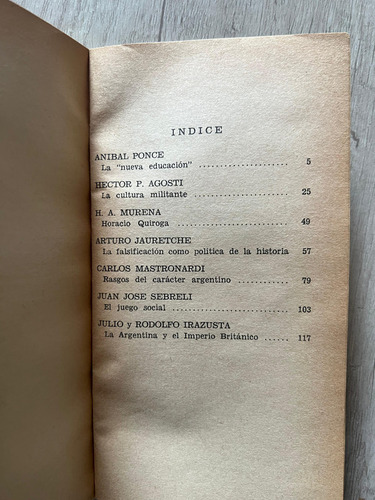 INDICE
ANIBAL PONCE
La "nueva educación" .................... 5
HECTOR P. AGOSTI
La cultura militante .................... 25
H. A. MURENA
Horacio Quiroga .................... 49
ARTURO JAURETCHE
La falsificación como política de la historia 57
CARLOS MASTRONARDI
Rasgos del carácter argentino ............ 79
JUAN JOSE SEBRELI
El juego social .................... 103
JULIO y RODOLFO IRAZUSTA
La Argentina y el Imperio Británico ...... 117